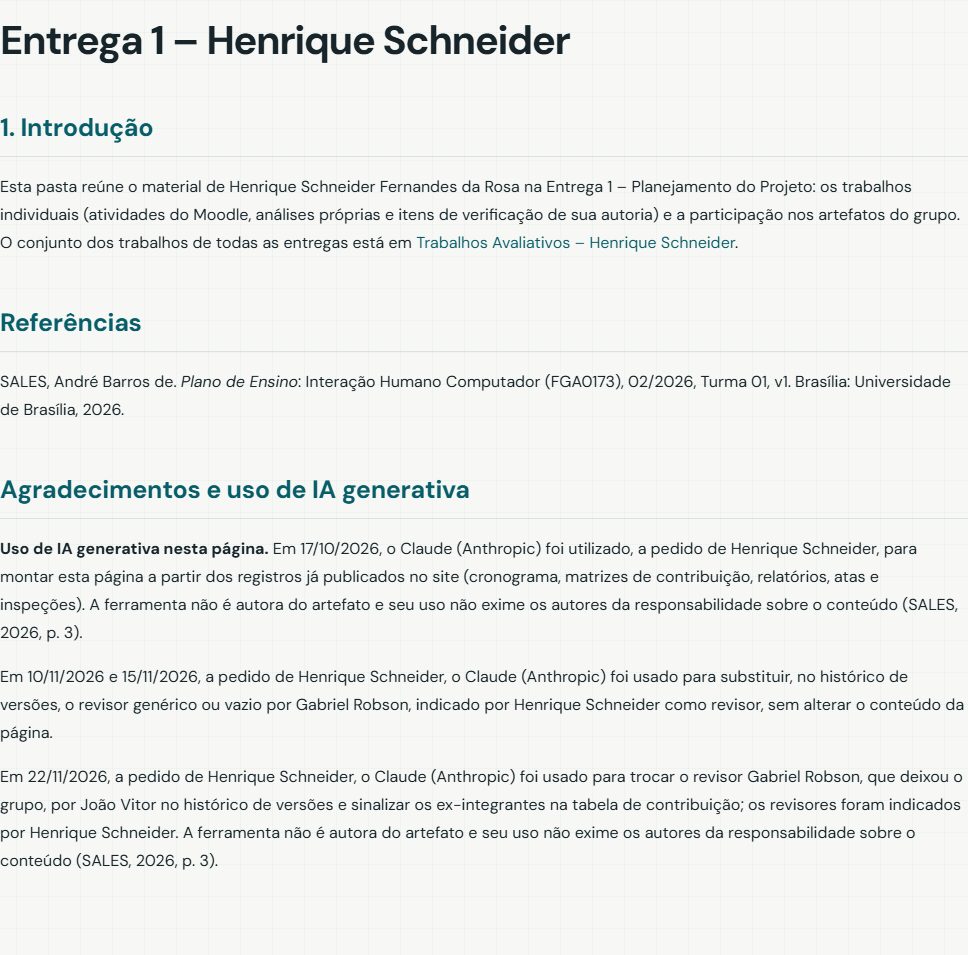 Entrega 1 – Henrique Schneider
1. Introdução
Esta pasta reúne o material de Henrique Schneider Fernandes da Rosa na Entrega 1 – Planejamento do Projeto: os trabalhos
individuais (atividades do Moodle, análises próprias e itens de verificação de sua autoria) e a participação nos artefatos do grupo.
O conjunto dos trabalhos de todas as entregas está em Trabalhos Avaliativos – Henrique Schneider.
Referências
SALES, André Barros de. Plano de Ensino: Interação Humano Computador (FGA0173), 02/2026, Turma 01, v1. Brasília: Universidade
de Brasília, 2026.
Agradecimentos e uso de IA generativa
Uso de IA generativa nesta página. Em 17/10/2026, o Claude (Anthropic) foi utilizado, a pedido de Henrique Schneider, para
montar esta página a partir dos registros já publicados no site (cronograma, matrizes de contribuição, relatórios, atas e
inspeções). A ferramenta não é autora do artefato e seu uso não exime os autores da responsabilidade sobre o conteúdo (SALES,
2026, p. 3).
Em 10/11/2026 e 15/11/2026, a pedido de Henrique Schneider, o Claude (Anthropic) foi usado para substituir, no histórico de
versões, o revisor genérico ou vazio por Gabriel Robson, indicado por Henrique Schneider como revisor, sem alterar o conteúdo da
página.
Em 22/11/2026, a pedido de Henrique Schneider, o Claude (Anthropic) foi usado para trocar o revisor Gabriel Robson, que deixou o
grupo, por João Vitor no histórico de versões e sinalizar os ex-integrantes na tabela de contribuição; os revisores foram indicados
por Henrique Schneider. A ferramenta não é autora do artefato e seu uso não exime os autores da responsabilidade sobre o
conteúdo (SALES, 2026, p. 3).